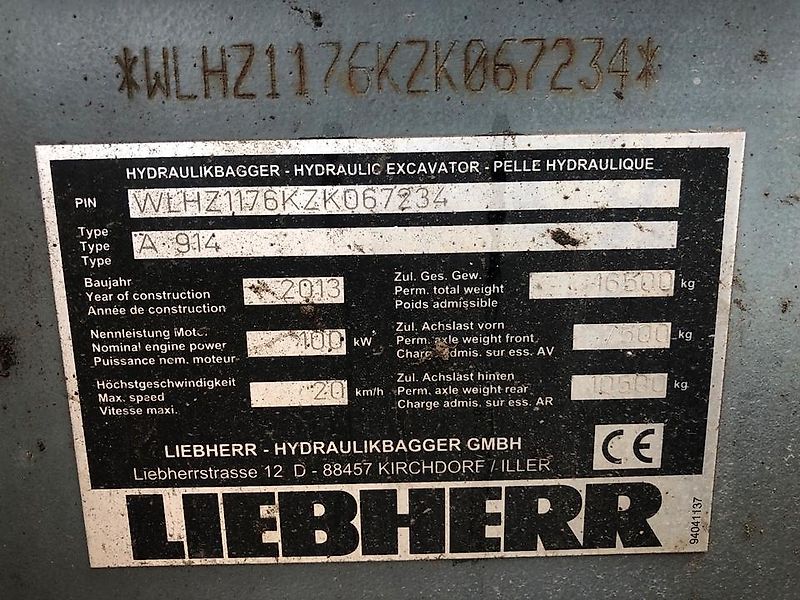 *WLHZ1176KZK067234*
HYDRAULIKBAGGER - HYDRAULIC EXCAVATOR - PELLE HYDRAULIQUE
PIN WLHZ1176KZK067234
Type
Type A 914
Type
Baujahr
Year of construction 2013
Année de construction
Zul. Ges. Gew.
Perm. total weight 16500 kg
Poids admissible
Nennleistung Motor
Nominal engine power 100 kW
Puissance nom. moteur
Zul. Achslast vorn
Perm. axle weight front kg
Charge admis. sur ess. AV
Höchstgeschwindigkeit
Max. speed 20 km/h
Vitesse maxi.
Zul. Achslast hinten
Perm. axle weight rear kg
Charge admis. sur ess. AR
LIEBHERR - HYDRAULIKBAGGER GMBH
Liebherrstrasse 12 D - 88457 KIRCHDORF / ILLER
CE
LIEBHERR
94041137